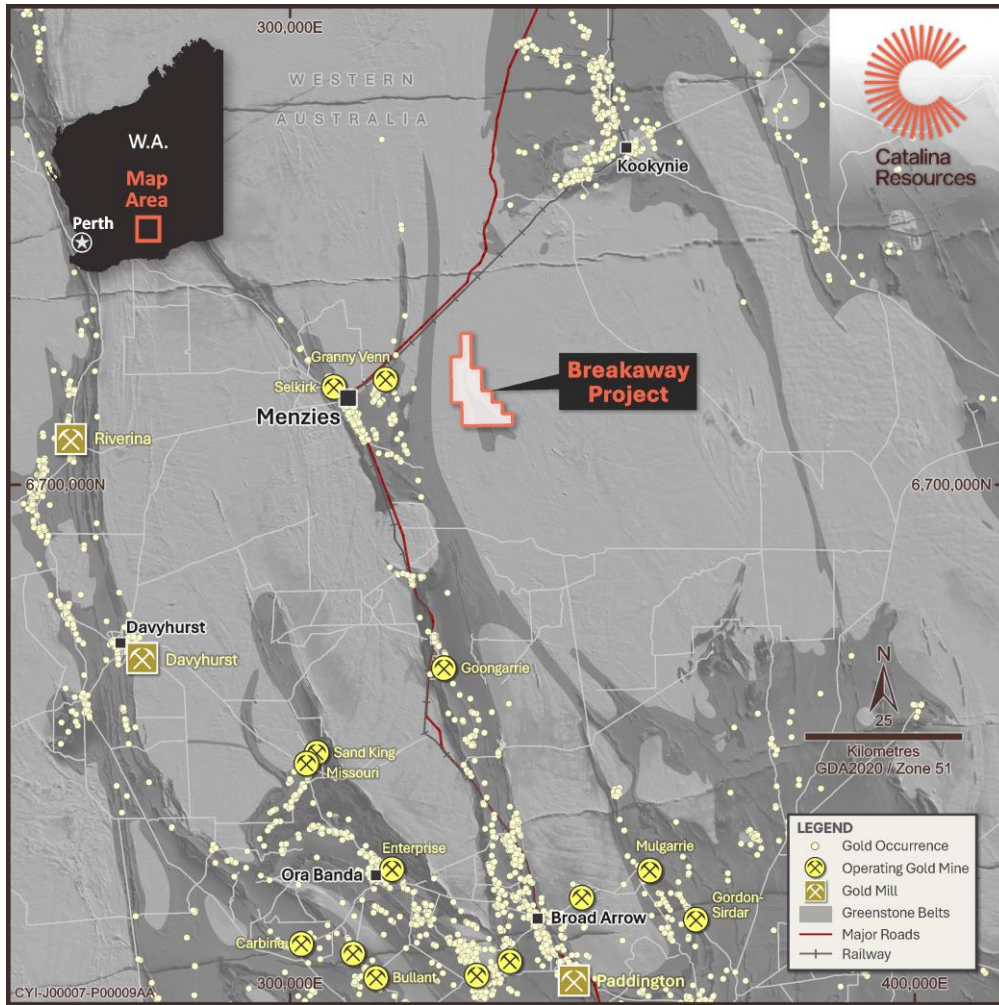 300,000E
WESTERN
AUSTRALIA
W.A.
Map
Area
Perth
Catalina
Resources
Kookynie
Granny Venn
Selkirk
Menzies
Breakaway
Project
Riverina
6,700,000N
6,700,000N
Davyhurst
Davyhurst
Goongarrie
N
25
Kilometres
GDA2020 / Zone 51
Sand King
Missouri
LEGEND
Gold Occurrence
Operating Gold Mine
Gold Mill
Greenstone Belts
Major Roads
Railway
Enterprise
Ora Banda
Mulgarrie
Gordon-
Sirdar
Broad Arrow
Carbine
Bullant
Paddington
CYI-J00007-P00009AA
300,000E
400,000E